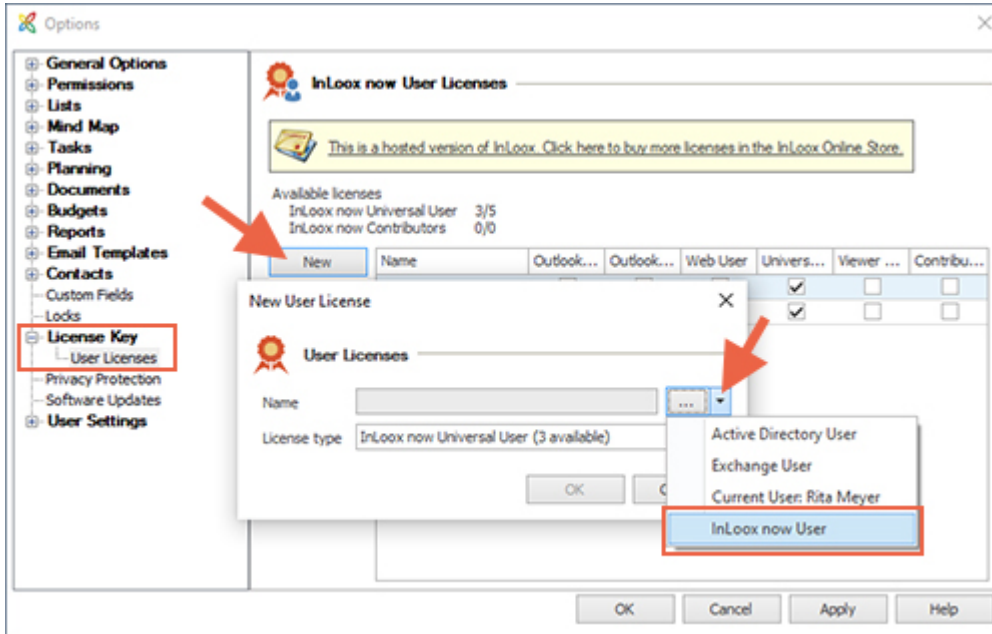 Options
General Options
Permissions
Lists
Mind Map
Tasks
Planning
Documents
Budgets
Reports
Email Templates
Contacts
Custom Fields
Locks
License Key
User Licenses
Privacy Protection
Software Updates
User Settings
InLoox now User Licenses
This is a hosted version of InLoox. Click here to buy more licenses in the InLoox Online Store.
Available licenses
InLoox now Universal User 3/5
InLoox now Contributors 0/0
New
Name Outlook... Outlook... Web User Univers... Viewer ... Contribu...
New User License
User Licenses
Name
...
License type InLoox now Universal User (3 available)
OK
Active Directory User
Exchange User
Current User: Rita Meyer
InLoox now User
OK Cancel Apply Help